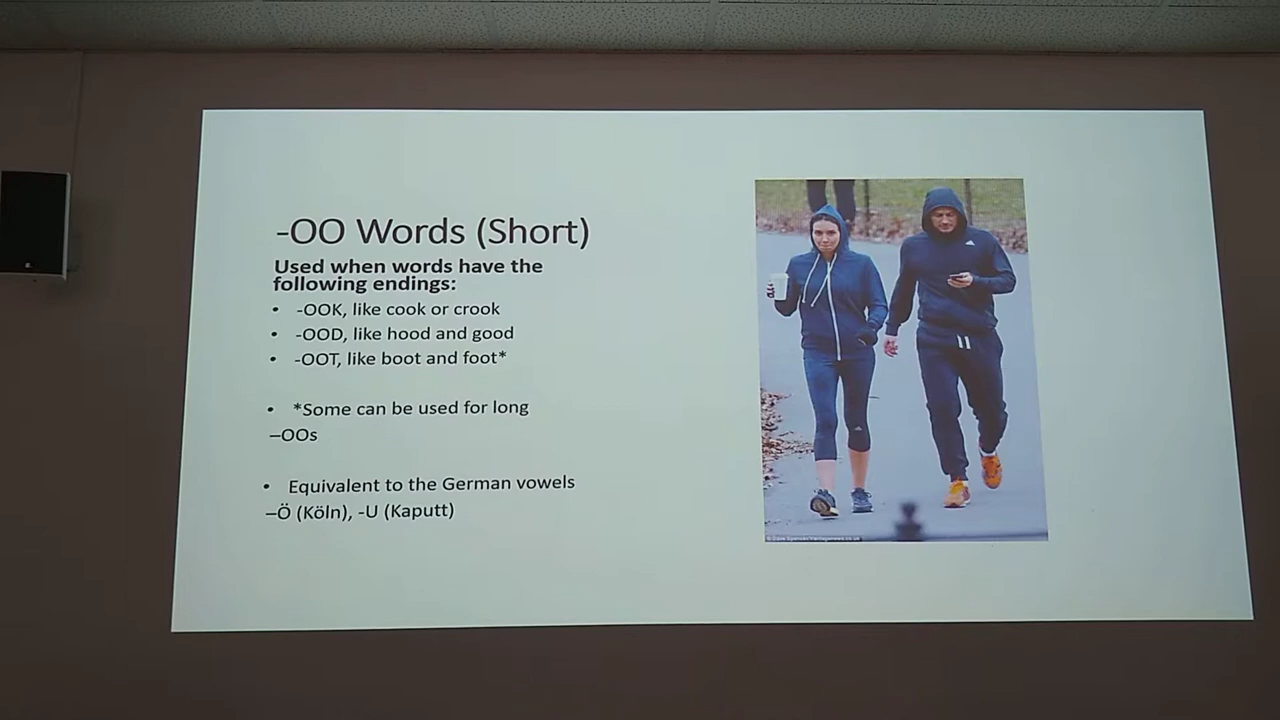 -OO Words (Short)
Used when words have the
following endings:
• -OOK, like cook or crook
• -OOD, like hood and good
• -OOT, like boot and foot*
• *Some can be used for long
–OOs
• Equivalent to the German vowels
–Ö (Köln), -U (Kaputt)